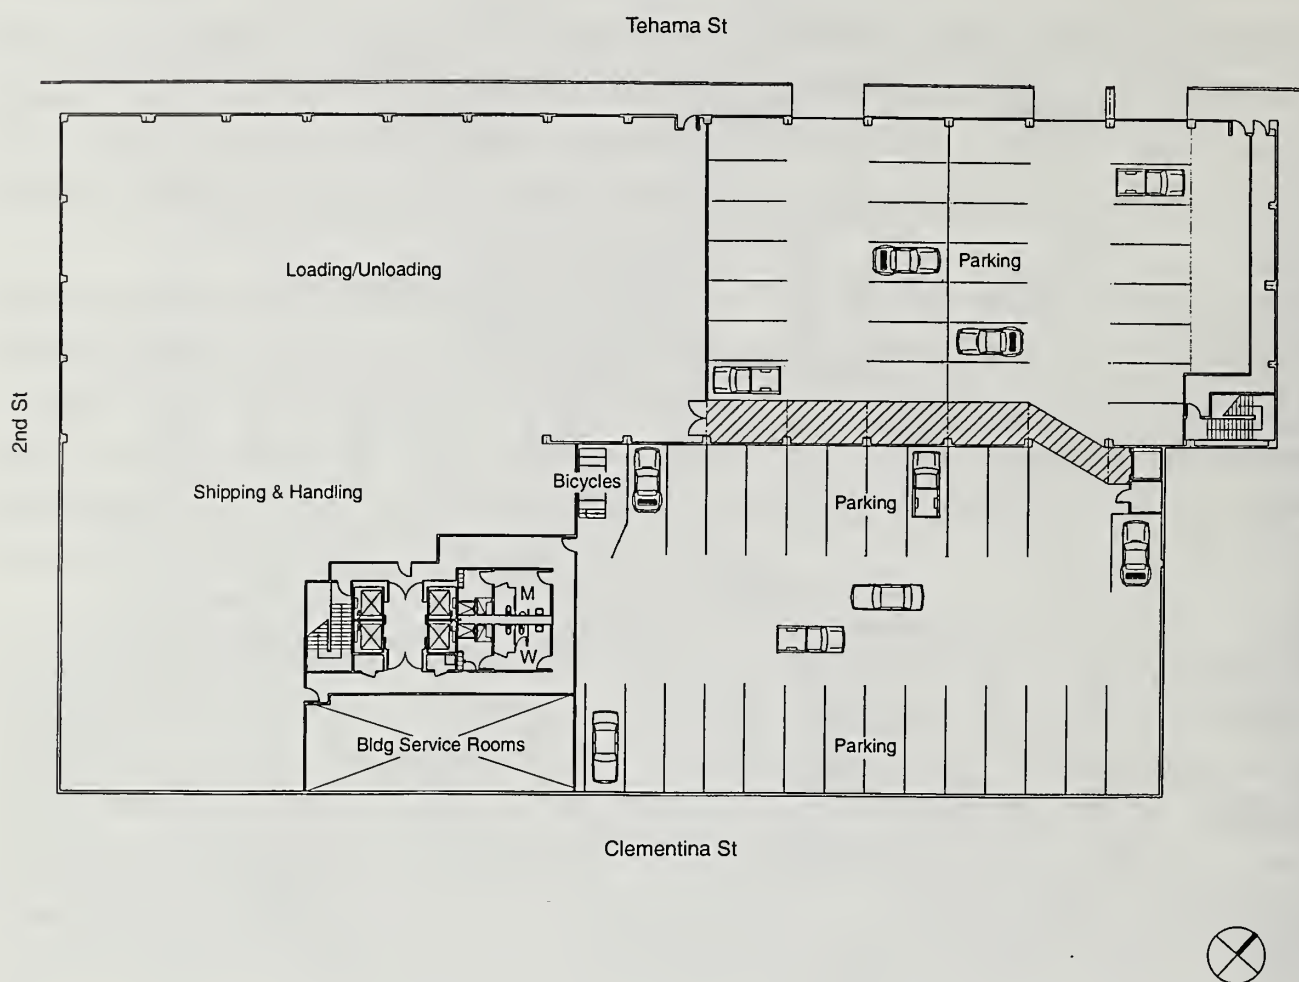 Tehama St
Loading/Unloading
Parking
2nd St
Shipping & Handling
Bicycles
Parking
M
W
Bldg Service Rooms
Parking
Clementina St